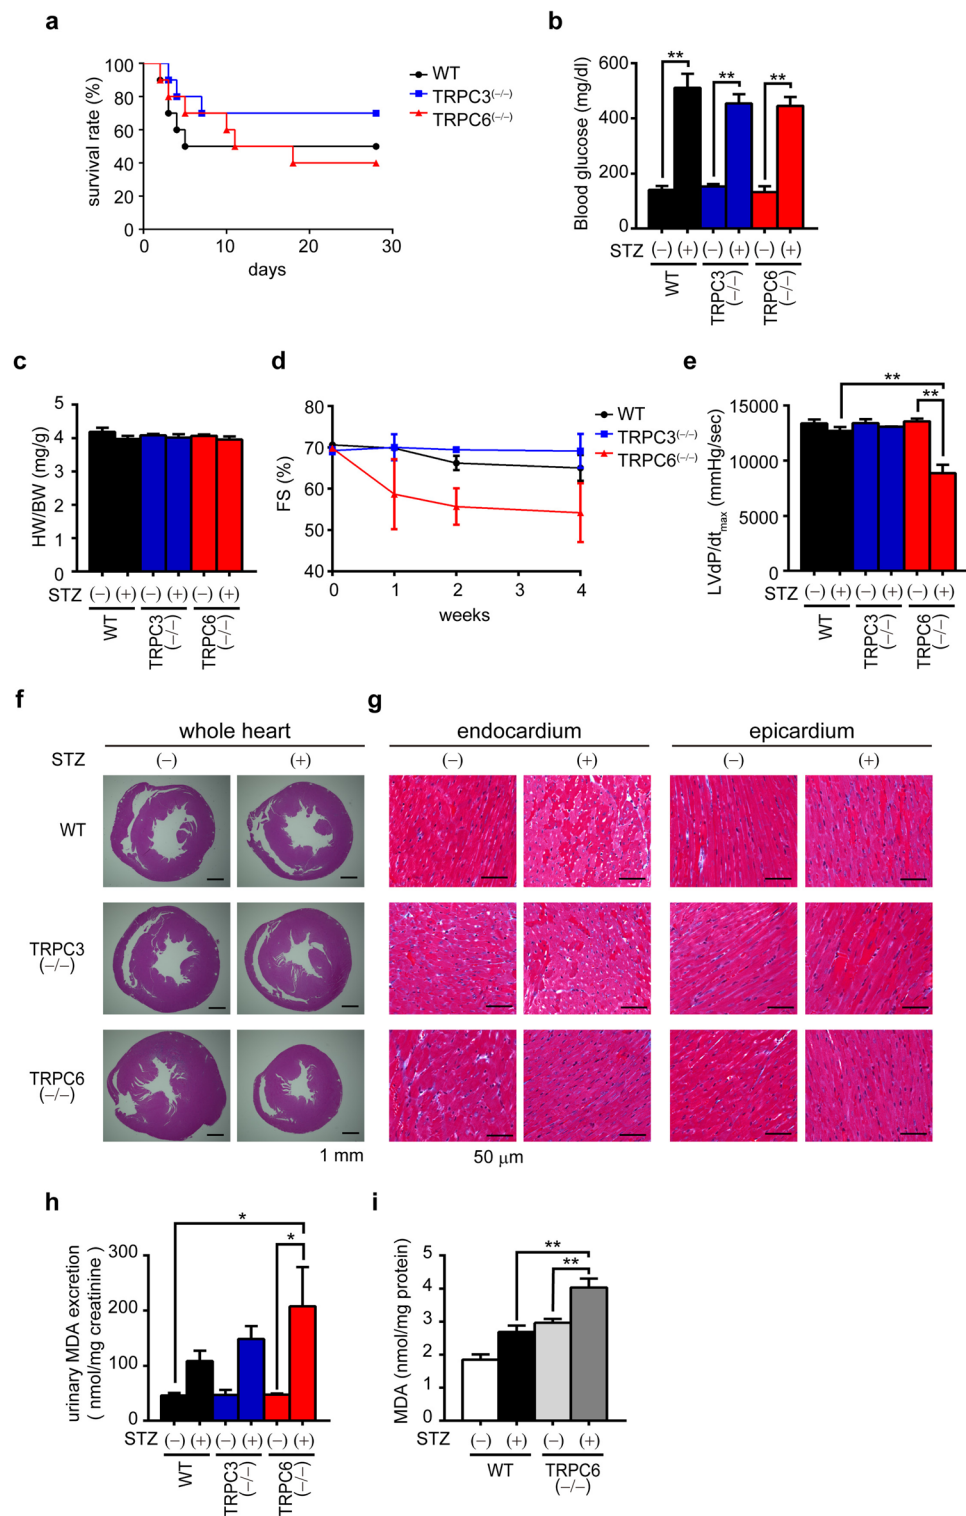 a
survival rate (%)
100
80
60
40
20
0
0 10 20 30
days
WT
TRPC3(−/−)
TRPC6(−/−)
b
Blood glucose (mg/dl)
600
400
200
0
** ** **
STZ (−) (+) (−) (+) (−) (+)
WT
TRPC3 (−/−)
TRPC6 (−/−)
c
HW/BW (mg/g)
5
4
3
2
1
0
STZ (−) (+) (−) (+) (−) (+)
WT
TRPC3 (−/−)
TRPC6 (−/−)
d
FS (%)
80
70
60
50
40
0 1 2 3 4
weeks
WT
TRPC3(−/−)
TRPC6(−/−)
e
LVdP/dtmax (mmHg/sec)
15000
10000
5000
0
**
**
STZ (−) (+) (−) (+) (−) (+)
WT
TRPC3 (−/−)
TRPC6 (−/−)
f
whole heart
STZ (−) (+)
WT
TRPC3
(−/−)
TRPC6
(−/−)
1 mm
g
endocardium epicardium
(−) (+) (−) (+)
50 μm
h
urinary MDA excretion
( nmol/mg creatinine )
300
200
100
0
*
*
STZ (−) (+) (−) (+) (−) (+)
WT
TRPC3 (−/−)
TRPC6 (−/−)
i
MDA (nmol/mg protein)
5
4
3
2
1
0
**
**
STZ (−) (+) (−) (+)
WT TRPC6
(−/−)